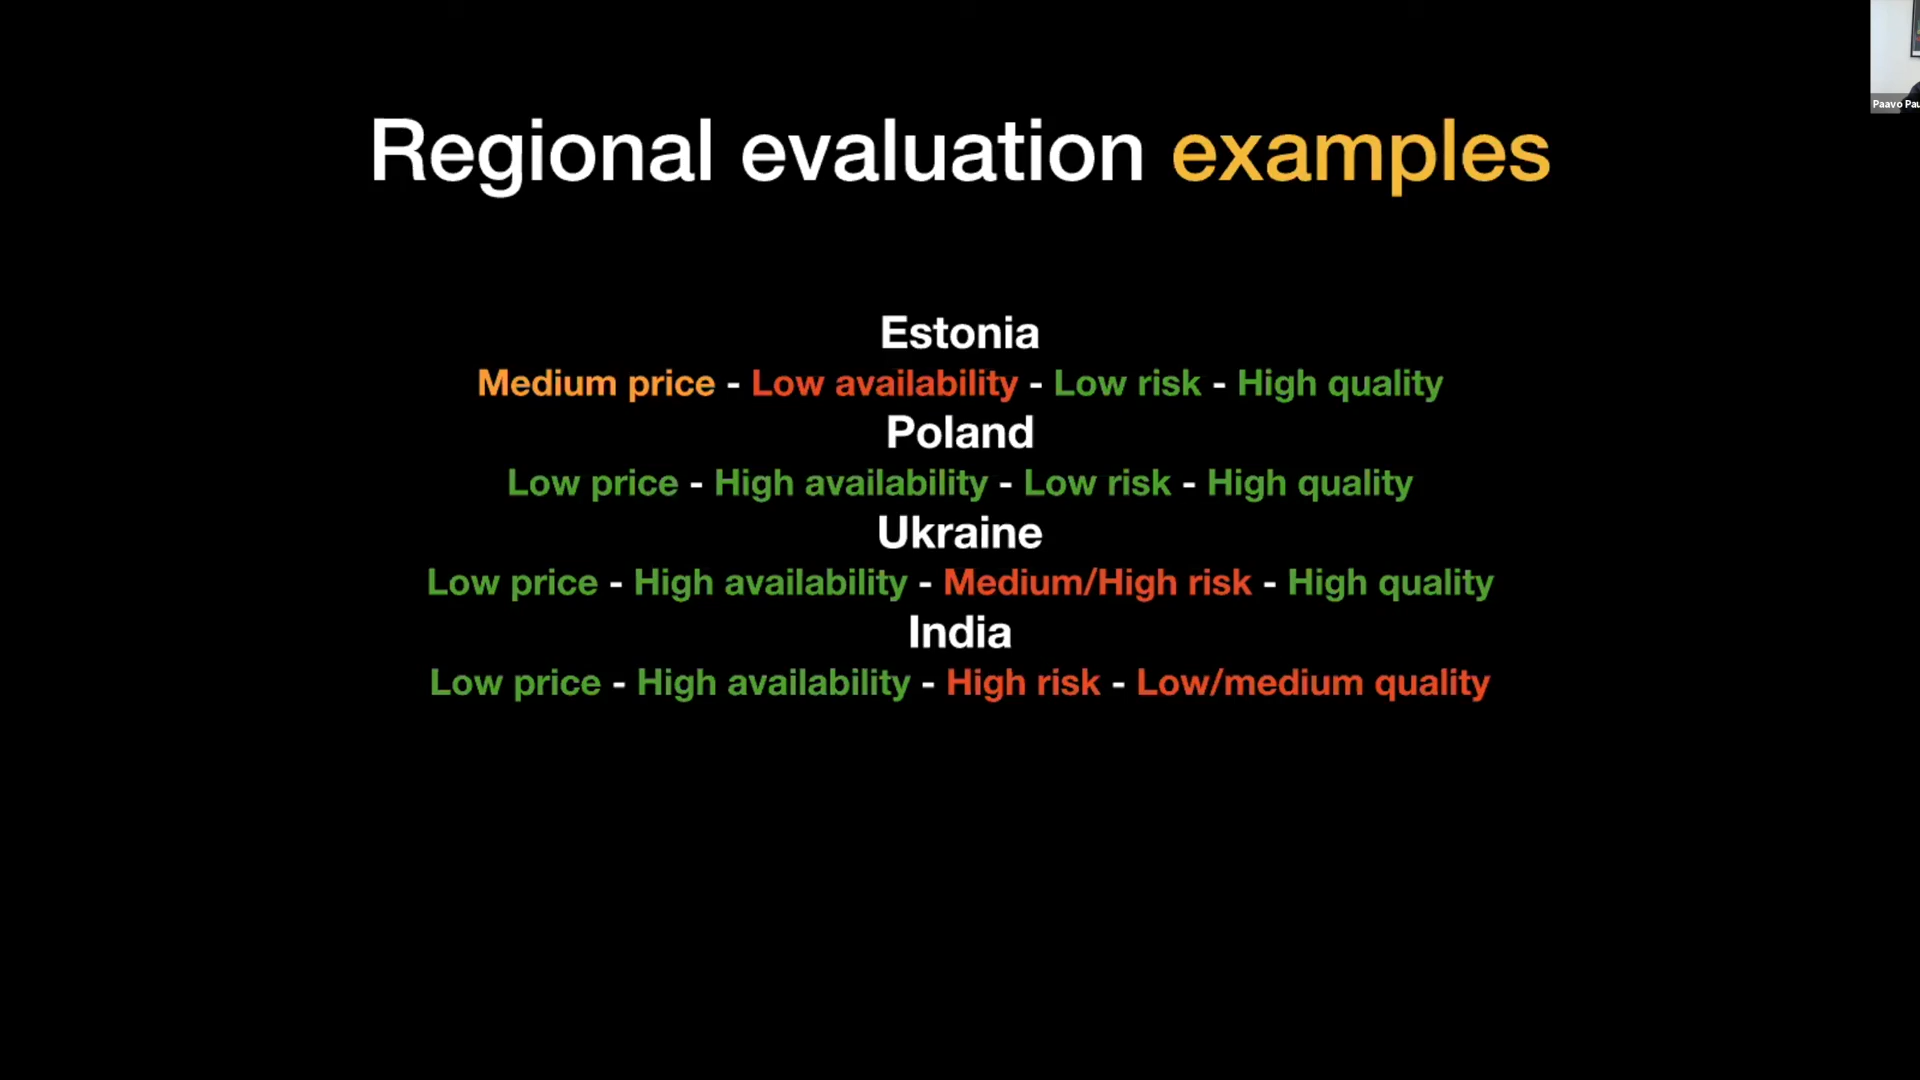 Regional evaluation examples
Paavo
Estonia
Medium price - Low availability - Low risk - High quality
Poland
Low price - High availability - Low risk - High quality
Ukraine
Low price - High availability - Medium/High risk - High quality
India
Low price - High availability - High risk - Low/medium quality